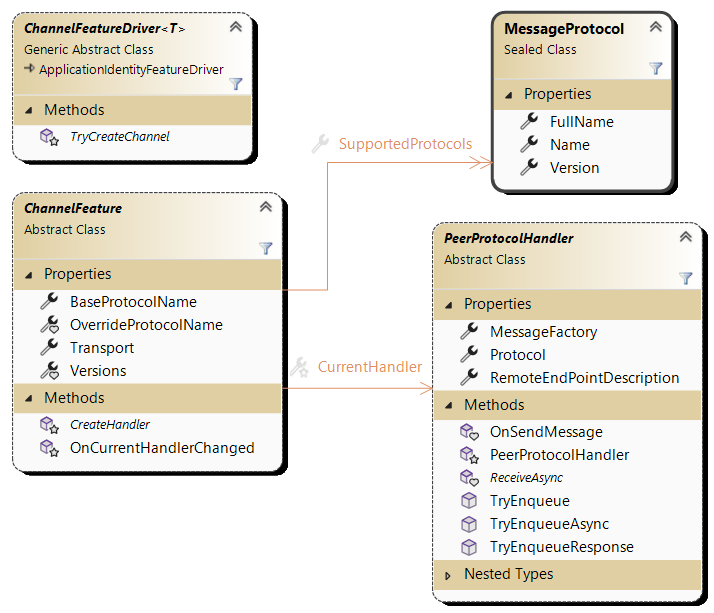 ChannelFeatureDriver<T>
Generic Abstract Class
ApplicationIdentityFeatureDriver
Methods
TryCreateChannel
MessageProtocol
Sealed Class
Properties
FullName
Name
Version
SupportedProtocols
ChannelFeature
Abstract Class
Properties
BaseProtocolName
OverrideProtocolName
Transport
Versions
Methods
CreateHandler
OnCurrentHandlerChanged
CurrentHandler
PeerProtocolHandler
Abstract Class
Properties
MessageFactory
Protocol
RemoteEndPointDescription
Methods
OnSendMessage
PeerProtocolHandler
ReceiveAsync
TryEnqueue
TryEnqueueAsync
TryEnqueueResponse
Nested Types